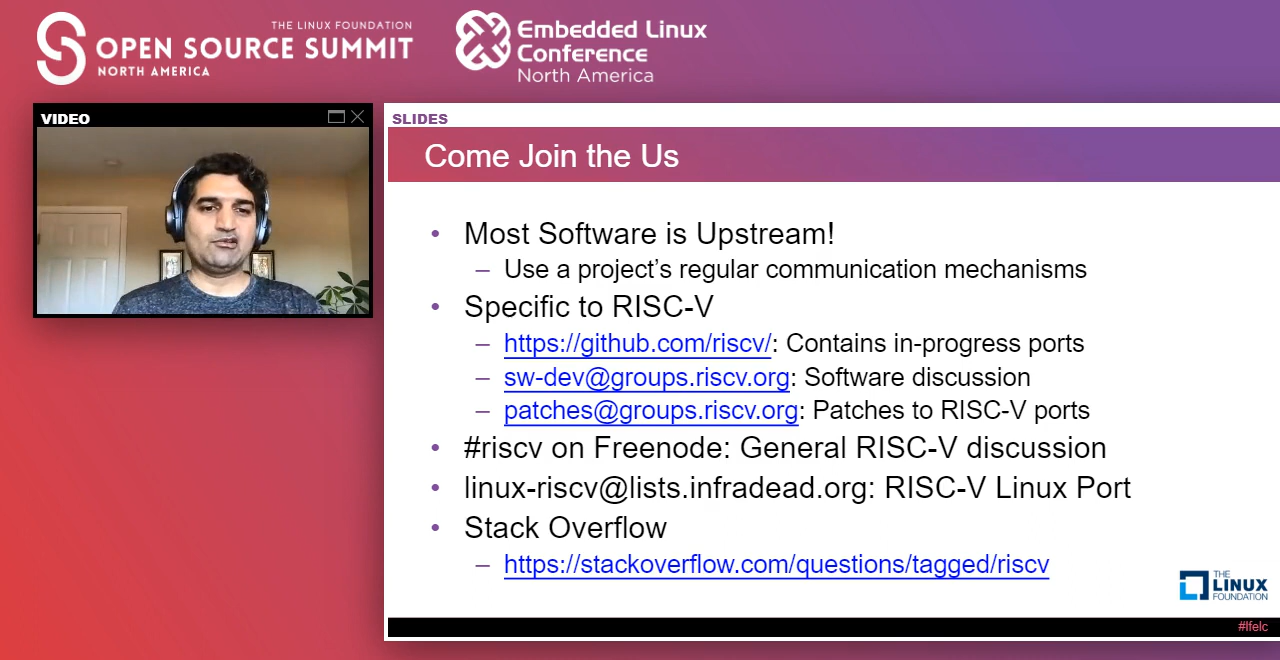 THE LINUX FOUNDATION
OPEN SOURCE SUMMIT
NORTH AMERICA
Embedded Linux
Conference
North America
VIDEO
SLIDES
Come Join the Us
• Most Software is Upstream!
– Use a project’s regular communication mechanisms
• Specific to RISC-V
– https://github.com/riscv/: Contains in-progress ports
– sw-dev@groups.riscv.org: Software discussion
– patches@groups.riscv.org: Patches to RISC-V ports
• #riscv on Freenode: General RISC-V discussion
• linux-riscv@lists.infradead.org: RISC-V Linux Port
• Stack Overflow
– https://stackoverflow.com/questions/tagged/riscv
THE
LINUX
FOUNDATION
#lfelc